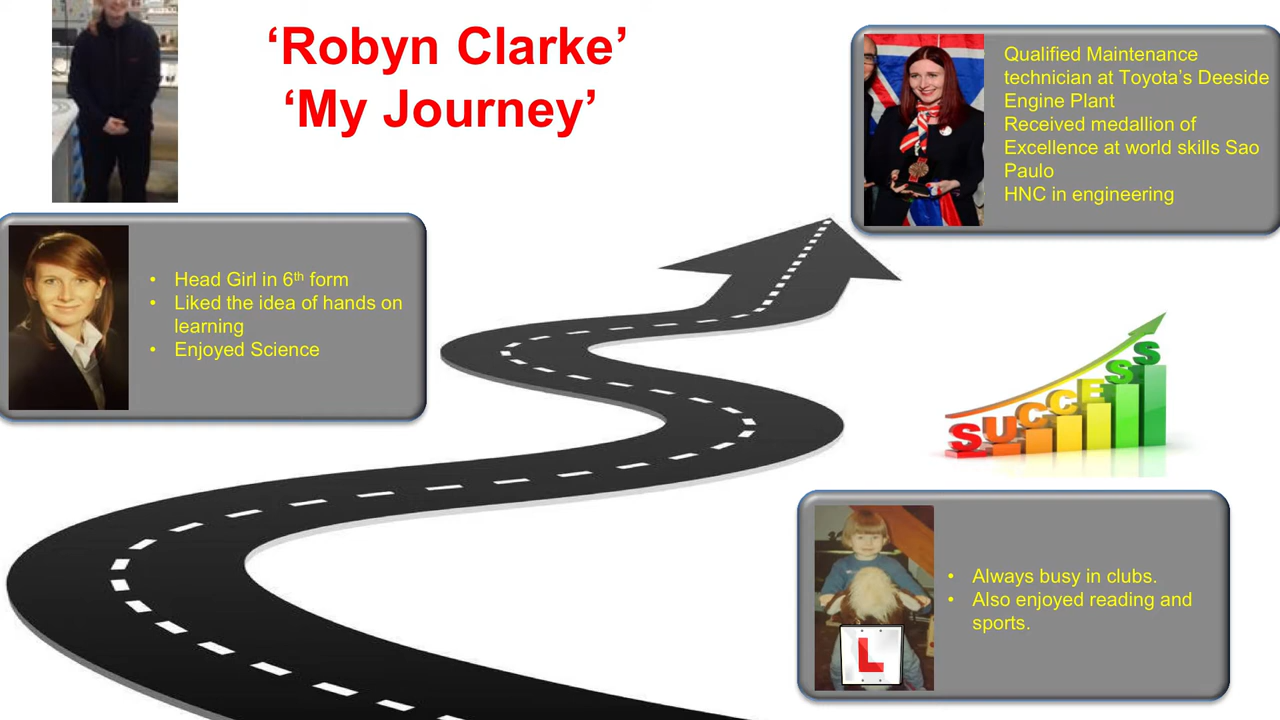 ‘Robyn Clarke’
‘My Journey’
Qualified Maintenance
technician at Toyota’s Deeside
Engine Plant
Received medallion of
Excellence at world skills Sao
Paulo
HNC in engineering
• Head Girl in 6th form
• Liked the idea of hands on
learning
• Enjoyed Science
SUCCESS
• Always busy in clubs.
• Also enjoyed reading and
sports.
L